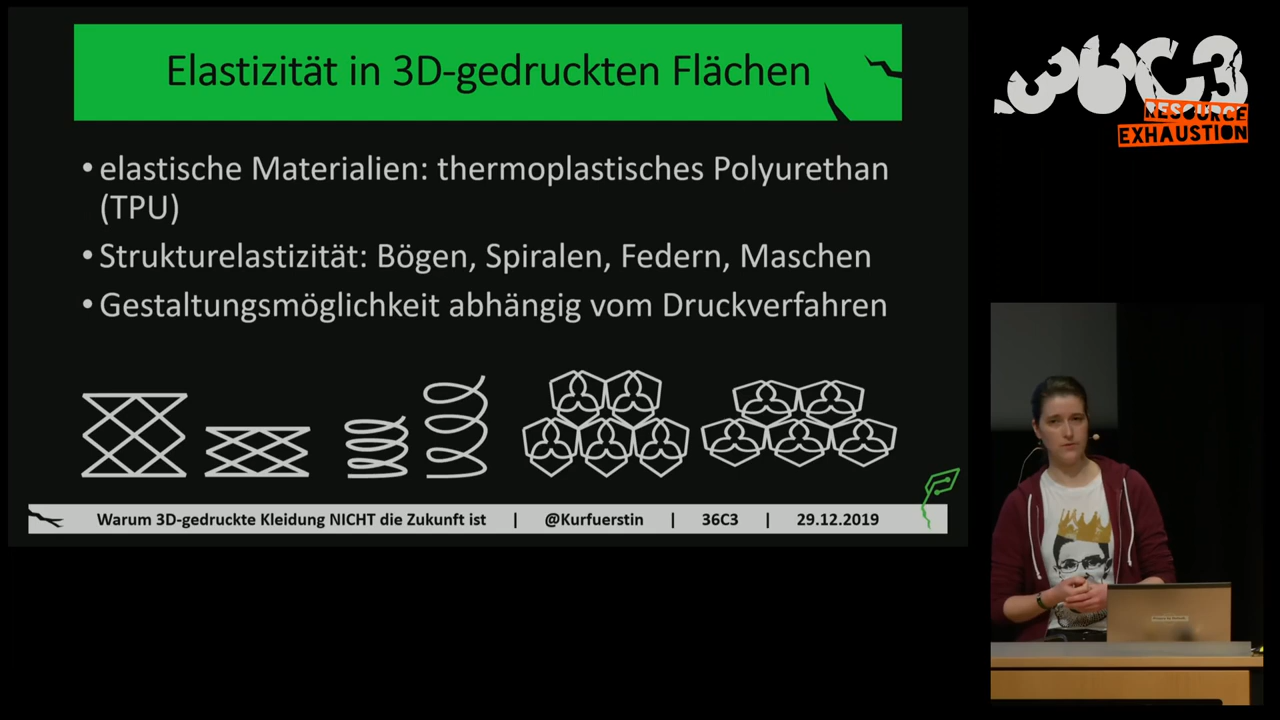 Elastizität in 3D-gedruckten Flächen
• elastische Materialien: thermoplastisches Polyurethan
(TPU)
• Strukturelastizität: Bögen, Spiralen, Federn, Maschen
• Gestaltungsmöglichkeit abhängig vom Druckverfahren
Warum 3D-gedruckte Kleidung NICHT die Zukunft ist | @Kurfuerstin | 36C3 | 29.12.2019
36C3
RESOURCE
EXHAUSTION